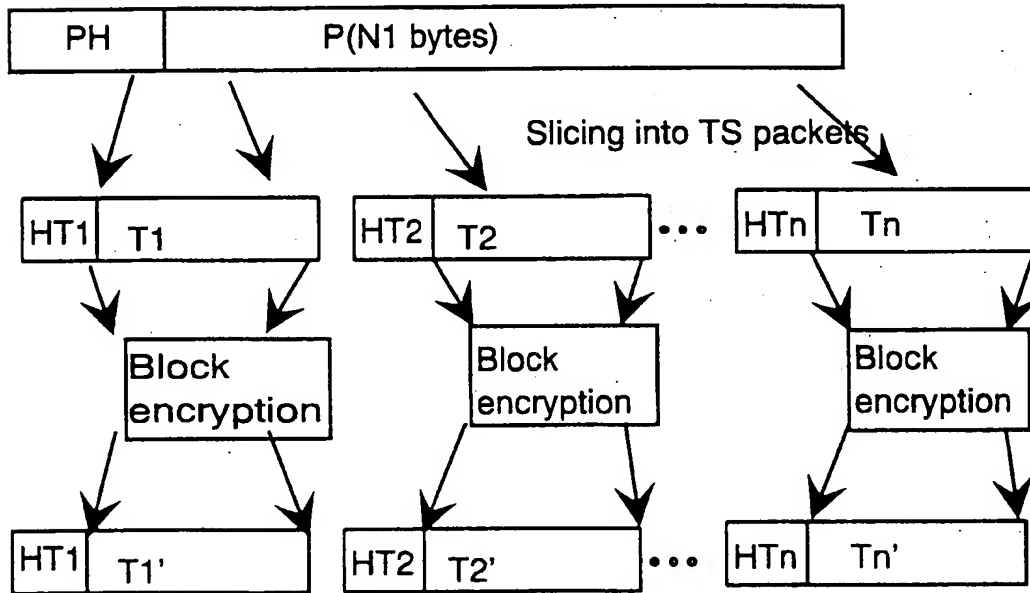 PH P(N1 bytes)
Slicing into TS packets
HT1 T1 HT2 T2 HTn Tn
Block encryption Block encryption Block encryption
HT1 T1' HT2 T2' HTn Tn'